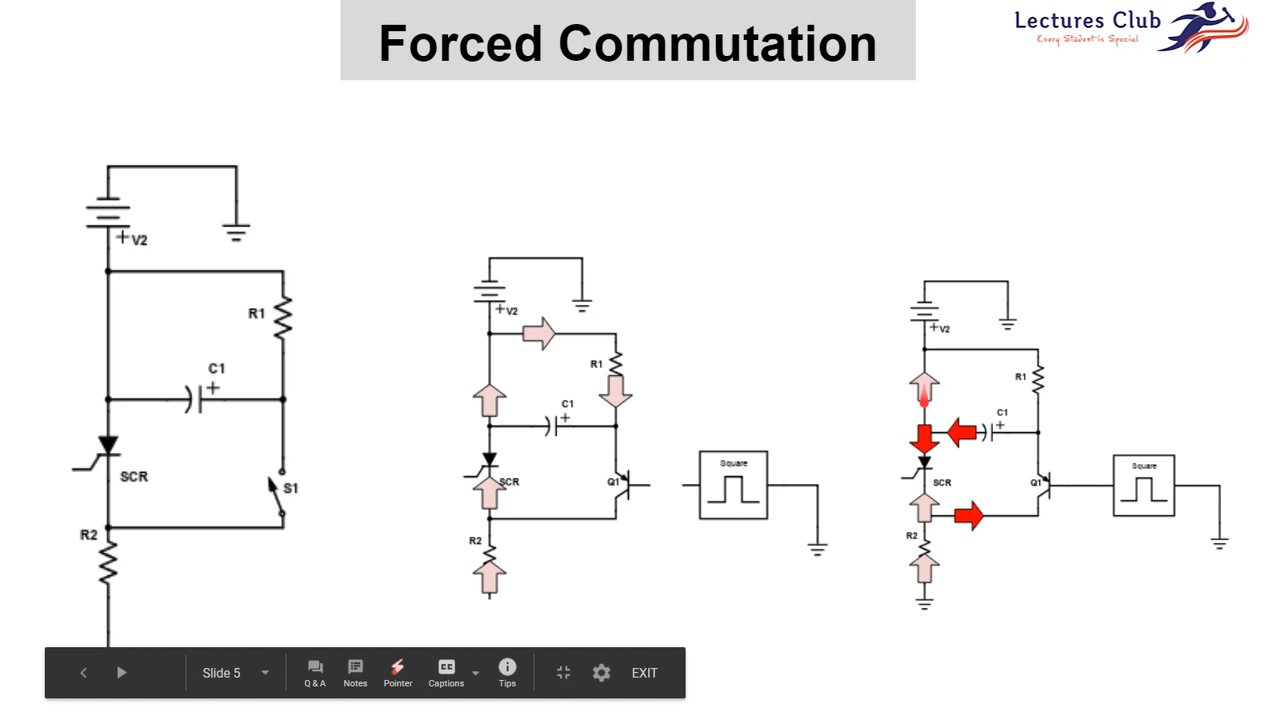 Forced Commutation
Lectures Club
Every Student is Special
+V2
R1
C1
+
SCR
S1
R2
+V2
R1
C1
+
SCR
Q1
Square
R2
+V2
R1
C1
+
SCR
Q1
Square
R2
Slide 5
Q & A
Notes
Pointer
CC
Captions
Tips
EXIT